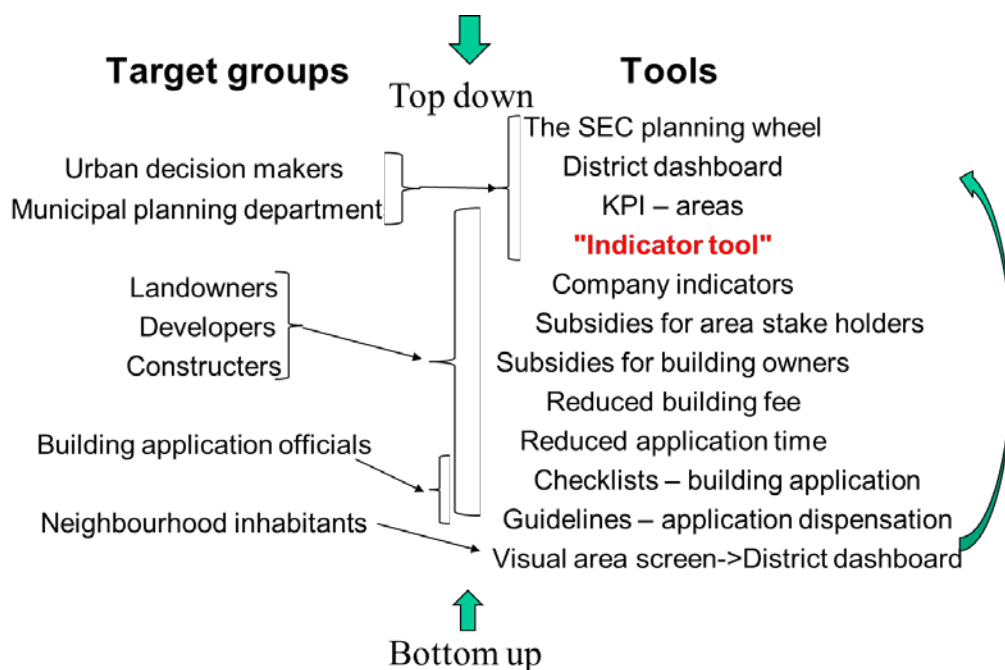 Target groups
Tools
Top down
The SEC planning wheel
Urban decision makers
District dashboard
Municipal planning department
KPI – areas
"Indicator tool"
Landowners
Company indicators
Developers
Subsidies for area stake holders
Constructers
Subsidies for building owners
Reduced building fee
Building application officials
Reduced application time
Checklists – building application
Neighbourhood inhabitants
Guidelines – application dispensation
Visual area screen->District dashboard
Bottom up